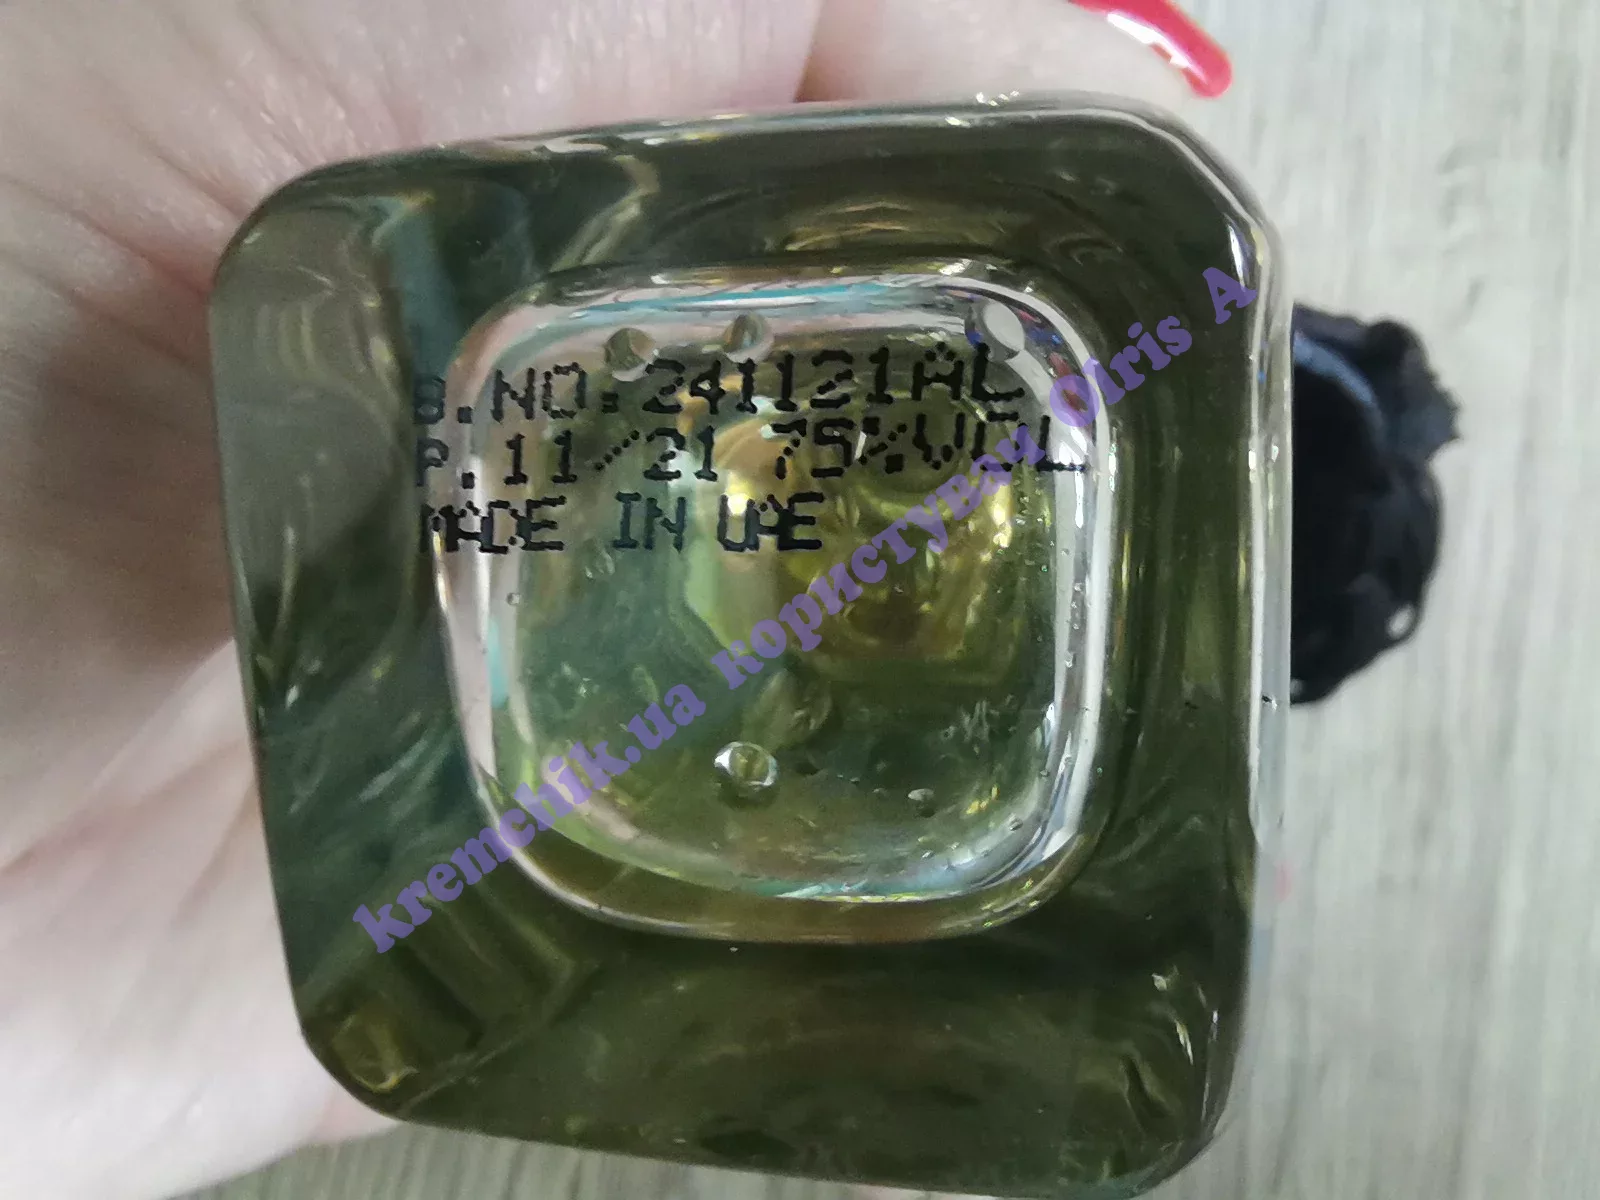 B.NO.241121AL
P.11/21 75%VOL
MADE IN UAE
kremchik.ua користувач Olris A